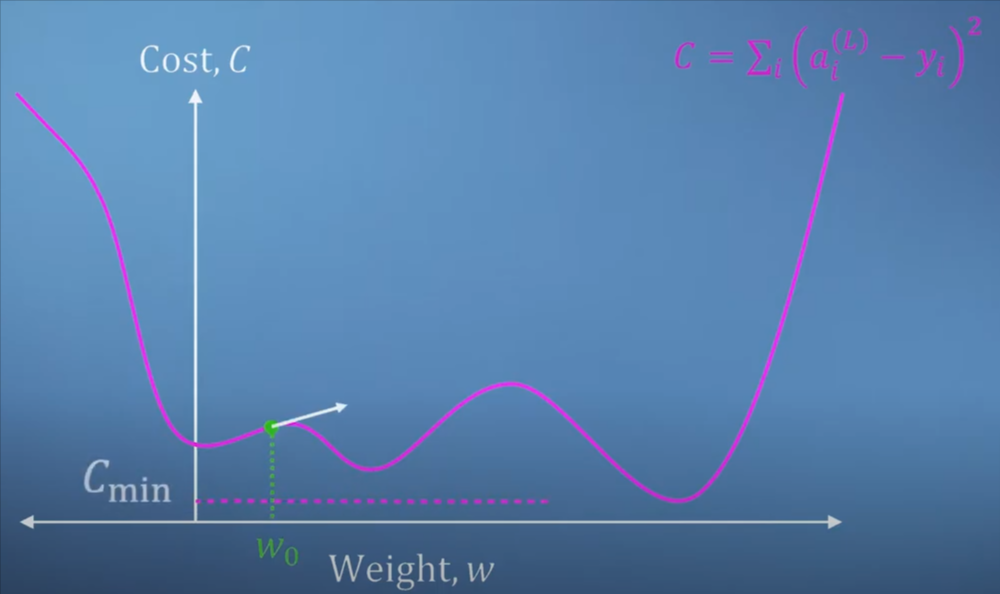 Cost, C
C = ∑ᵢ(aᵢ⁽ᴸ⁾ − yᵢ)²
Cₘᵢₙ
w₀
Weight, w